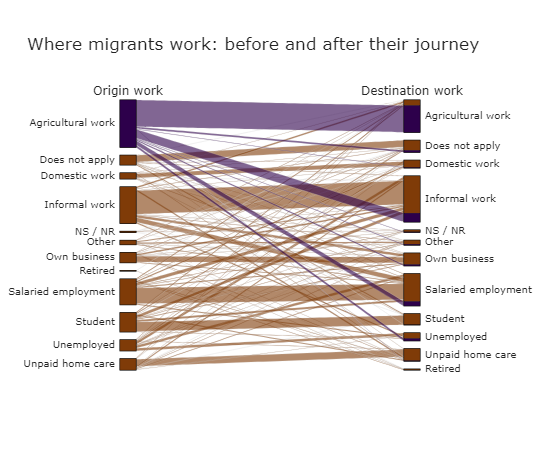 Where migrants work: before and after their journey
Origin work
Destination work
Agricultural work
Does not apply
Domestic work
Informal work
NS / NR
Other
Own business
Retired
Salaried employment
Student
Unemployed
Unpaid home care
Agricultural work
Does not apply
Domestic work
Informal work
NS / NR
Other
Own business
Salaried employment
Student
Unemployed
Unpaid home care
Retired